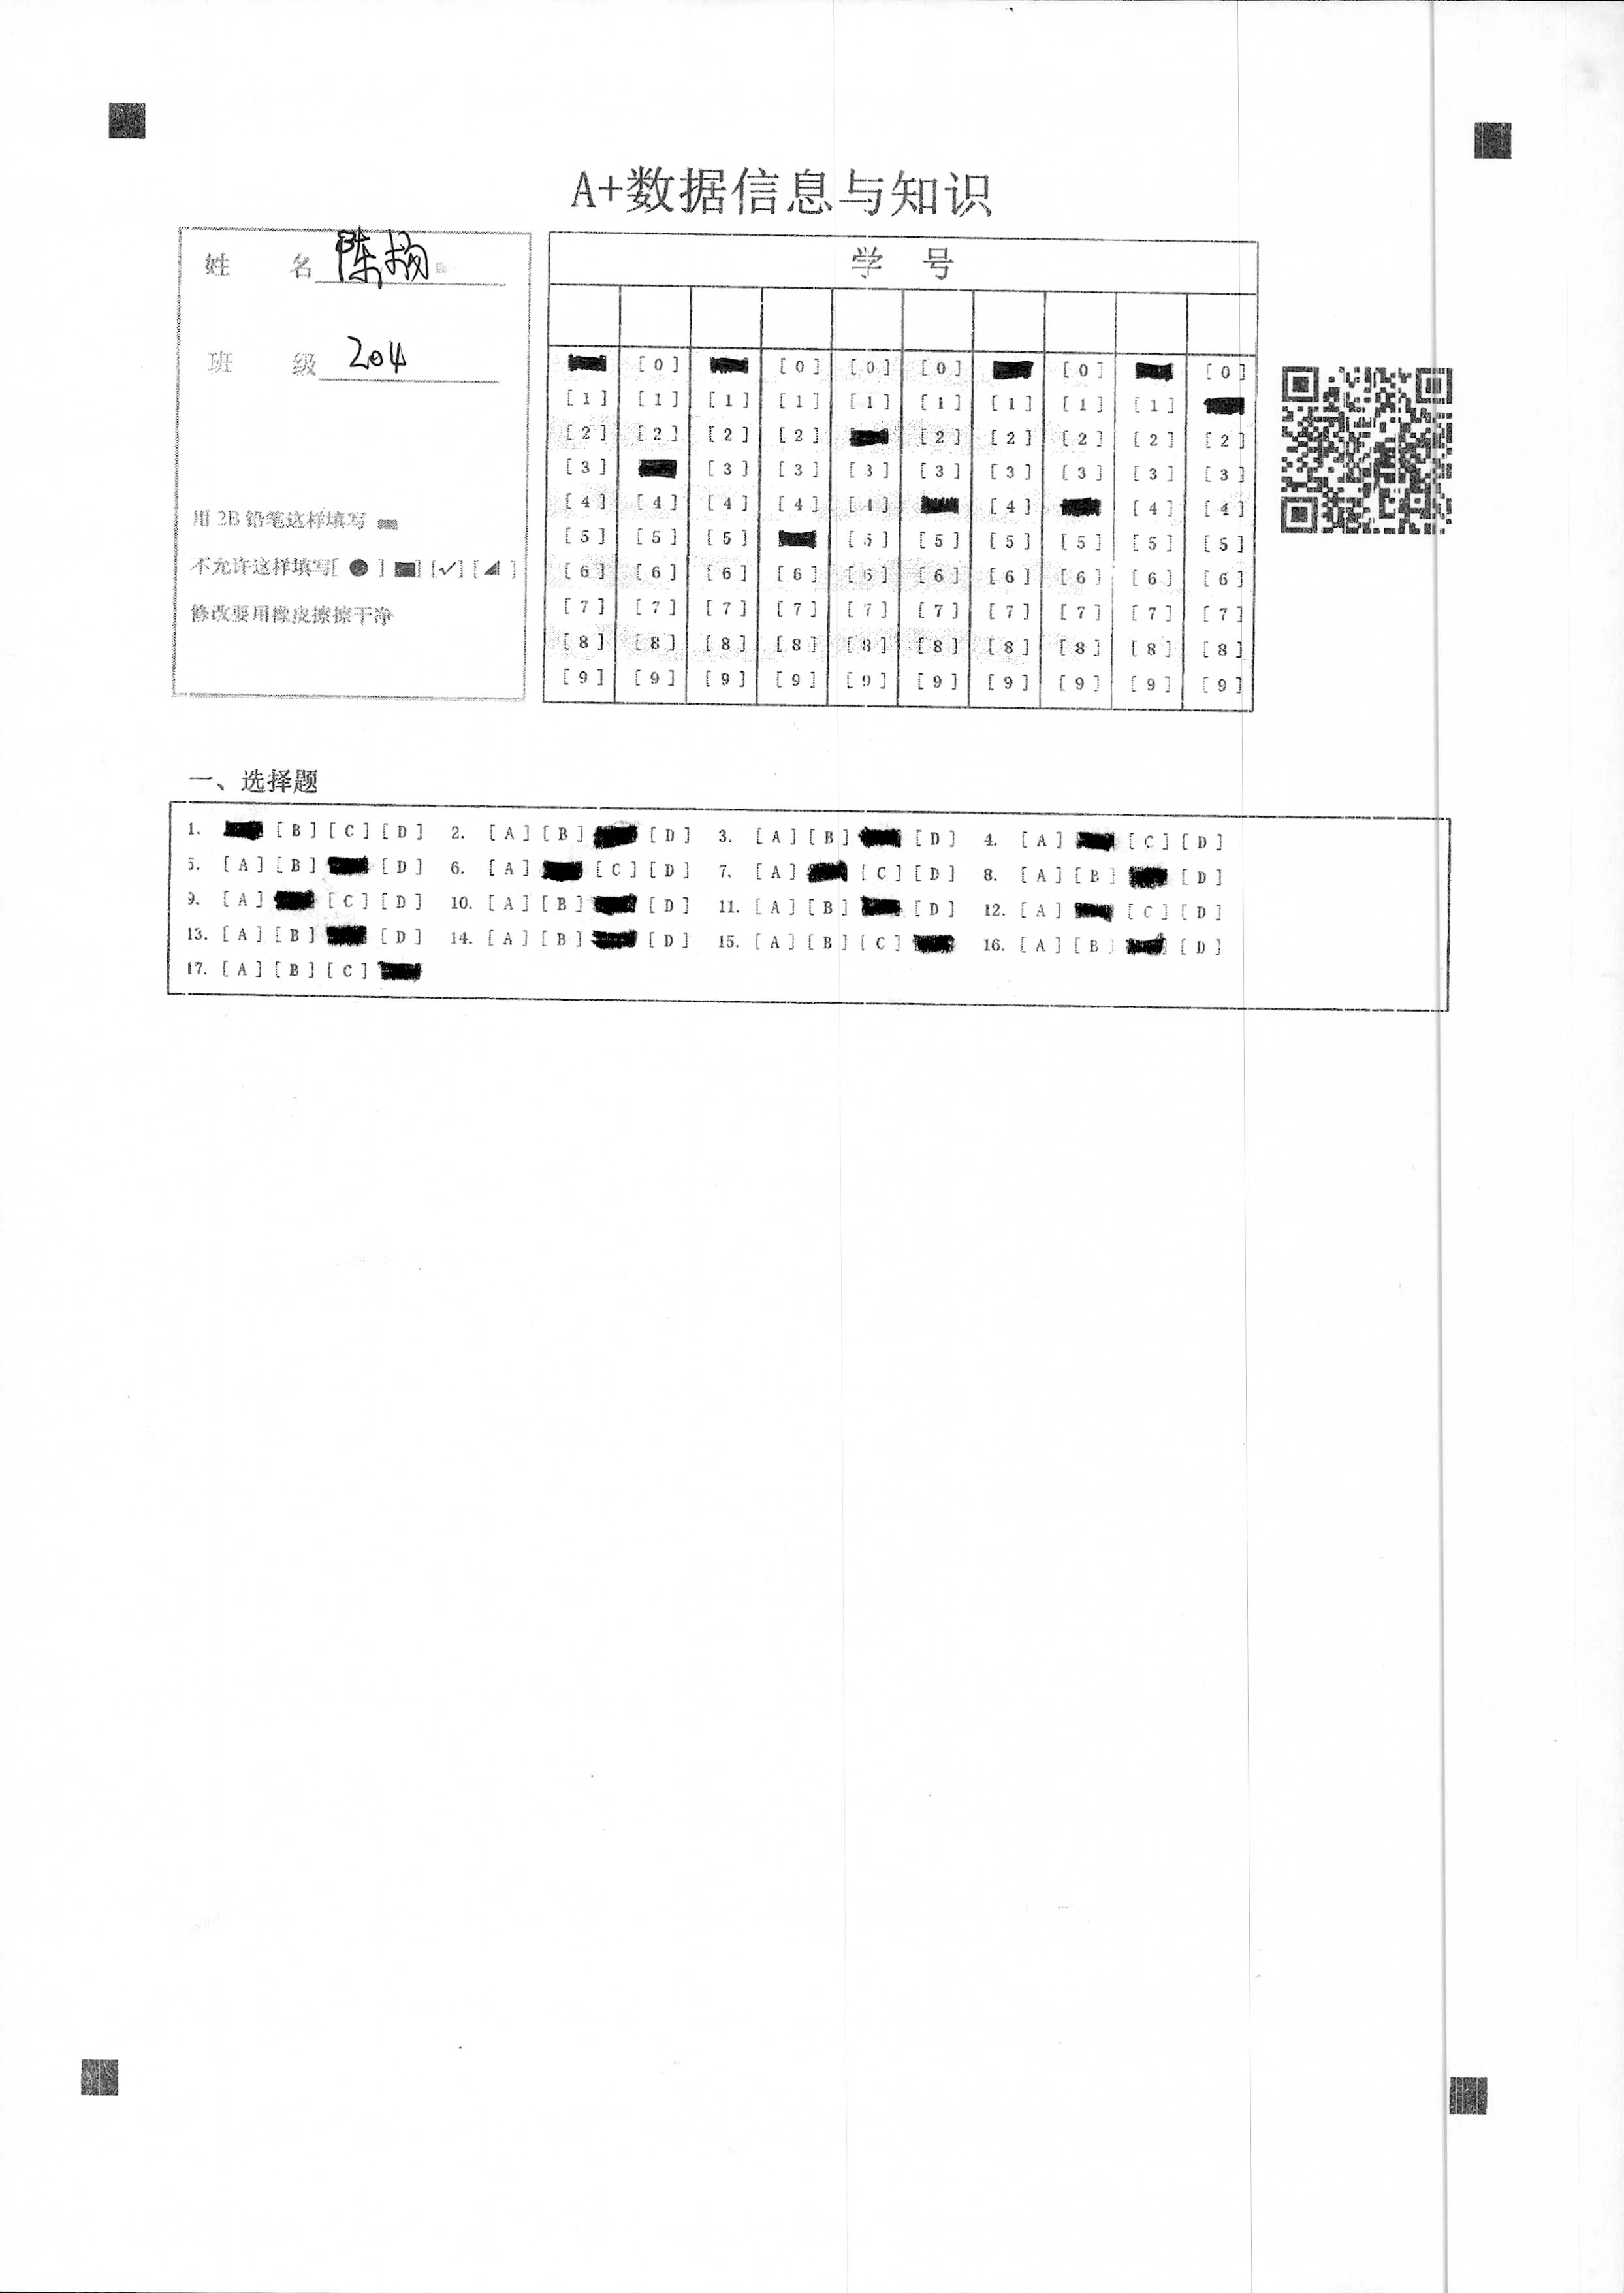 A+数据信息与知识
姓 名 陈杨
班 级 204
用 2B 铅笔这样填写
不允许这样填写[ ● ] ■] [✓] [◢ ]
修改要用橡皮擦擦干净
学 号
[0] [0] [0] [0] [0] [0]
[1] [1] [1] [1] [1] [1] [1] [1] [1]
[2] [2] [2] [2] [2] [2] [2] [2] [2]
[3] [3] [3] [3] [3] [3] [3] [3] [3]
[4] [4] [4] [4] [4] [4] [4] [4]
[5] [5] [5] [5] [5] [5] [5] [5] [5]
[6] [6] [6] [6] [6] [6] [6] [6] [6] [6]
[7] [7] [7] [7] [7] [7] [7] [7] [7] [7]
[8] [8] [8] [8] [8] [8] [8] [8] [8] [8]
[9] [9] [9] [9] [9] [9] [9] [9] [9] [9]
一、选择题
1. [B] [C] [D] 2. [A] [B] [D] 3. [A] [B] [D] 4. [A] [C] [D]
5. [A] [B] [D] 6. [A] [C] [D] 7. [A] [C] [D] 8. [A] [B] [D]
9. [A] [C] [D] 10. [A] [B] [D] 11. [A] [B] [D] 12. [A] [C] [D]
13. [A] [B] [D] 14. [A] [B] [D] 15. [A] [B] [C] 16. [A] [B] [D]
17. [A] [B] [C]